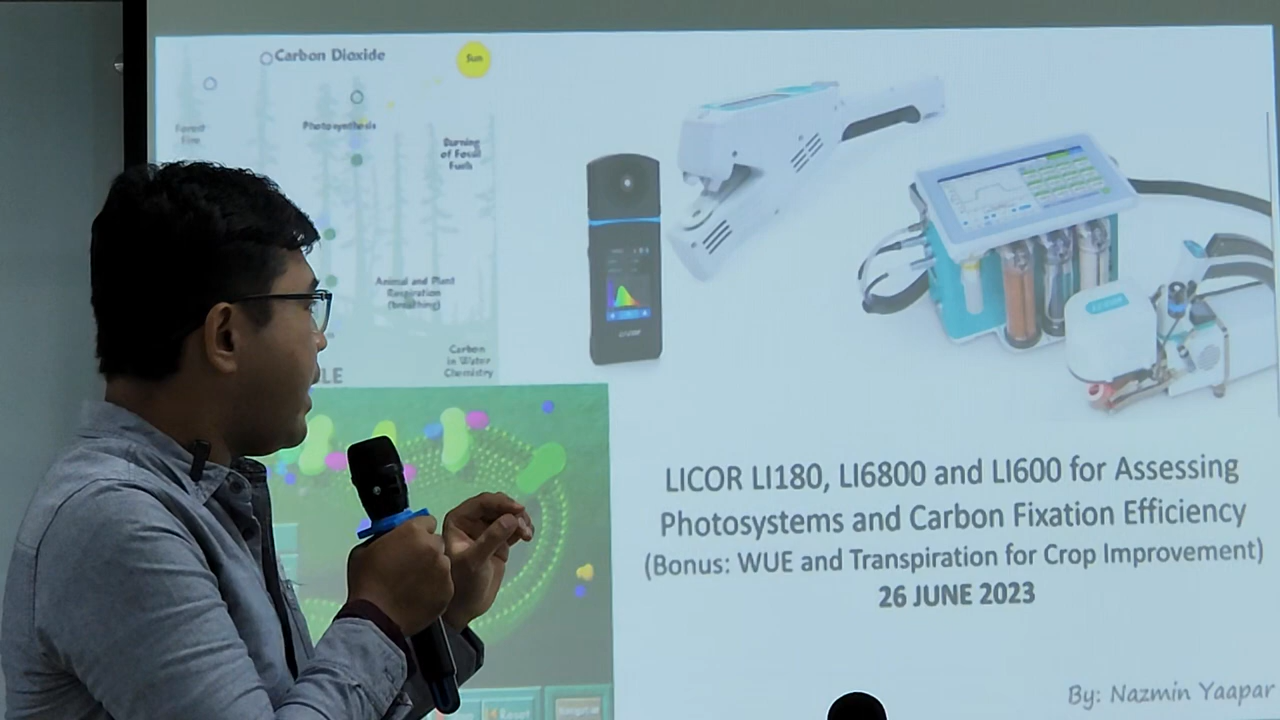 Carbon Dioxide
Sun
Photosynthesis
Forest
Fire
Burning
of Fossil
Fuels
Animal and Plant
Respiration
(breathing)
Carbon
in Water
Chemistry
LICOR LI180, LI6800 and LI600 for Assessing
Photosystems and Carbon Fixation Efficiency
(Bonus: WUE and Transpiration for Crop Improvement)
26 JUNE 2023
By: Nazmin Yaapar
Reset